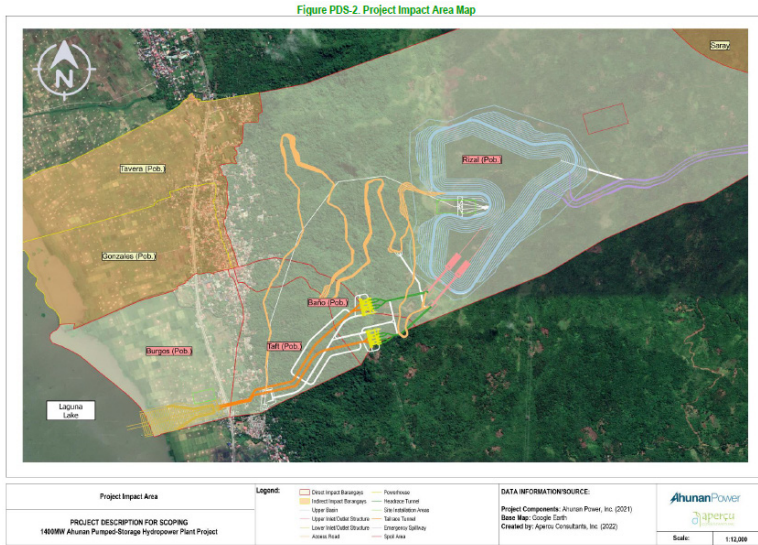 Figure PDS-2. Project Impact Area Map
N
Saray
Tavera (Pob.)
Rizal (Pob.)
Gonzales (Pob.)
Baño (Pob.)
Burgos (Pob.)
Taft (Pob.)
Laguna
Lake
Project Impact Area
PROJECT DESCRIPTION FOR SCOPING
1400MW Ahunan Pumped-Storage Hydropower Plant Project
Legend:
Direct Impact Barangays
Indirect Impact Barangays
Upper Basin
Upper Inlet/Outlet Structure
Lower Inlet/Outlet Structure
Access Road
Powerhouse
Headrace Tunnel
Site Installation Areas
Tailrace Tunnel
Emergency Spillway
Spoil Area
DATA INFORMATION/SOURCE:
Project Components: Ahunan Power, Inc. (2021)
Base Map: Google Earth
Created by: Apercu Consultants, Inc. (2022)
AhunanPower
aperçu
Scale:
1:12,000